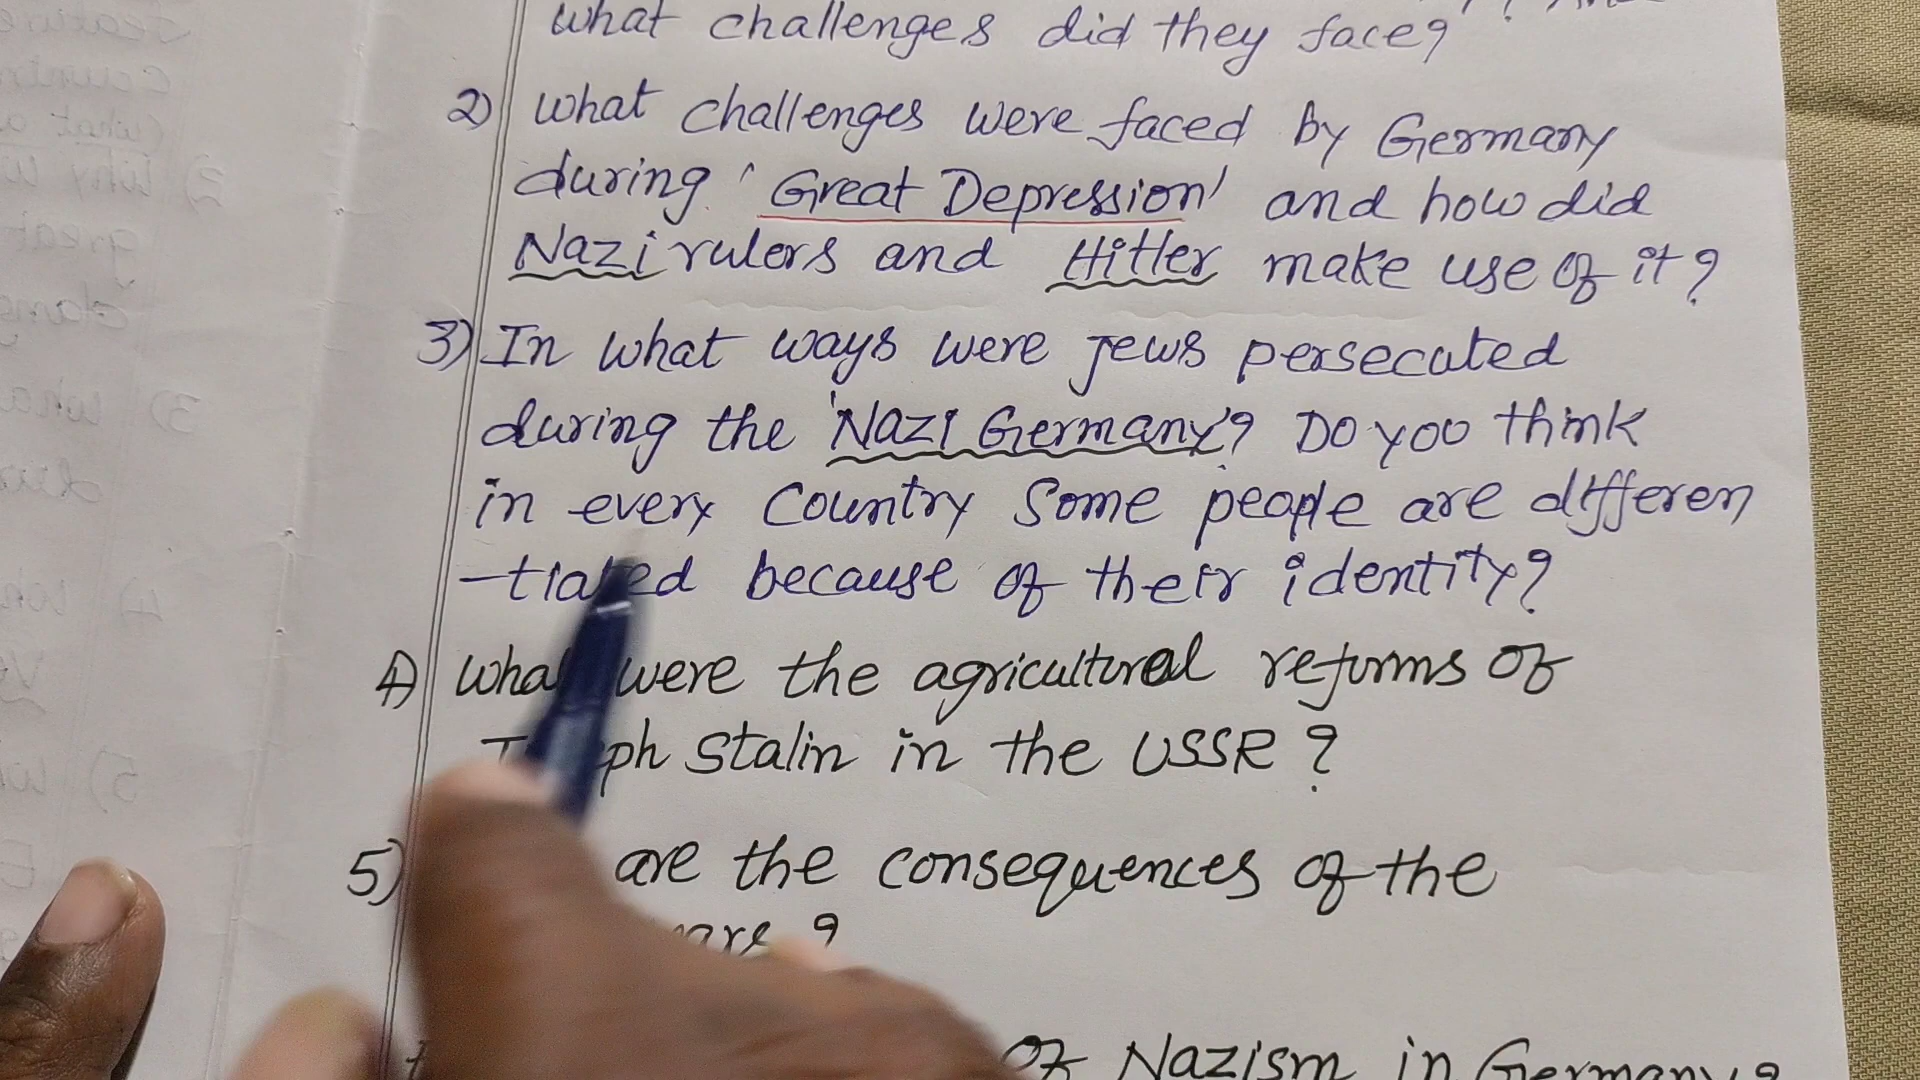 what challenges did they face?
2) What challenges were faced by Germany
during 'Great Depression' and how did
Nazi rulers and Hitler make use of it?
3) In what ways were Jews persecuted
during the 'Nazi Germany'? Do you think
in every Country Some people are differen
-tiated because of their identity?
4) What were the agricultural reforms of
Stalin in the USSR?
5) are the consequences of the
?
of Nazism in Germany?